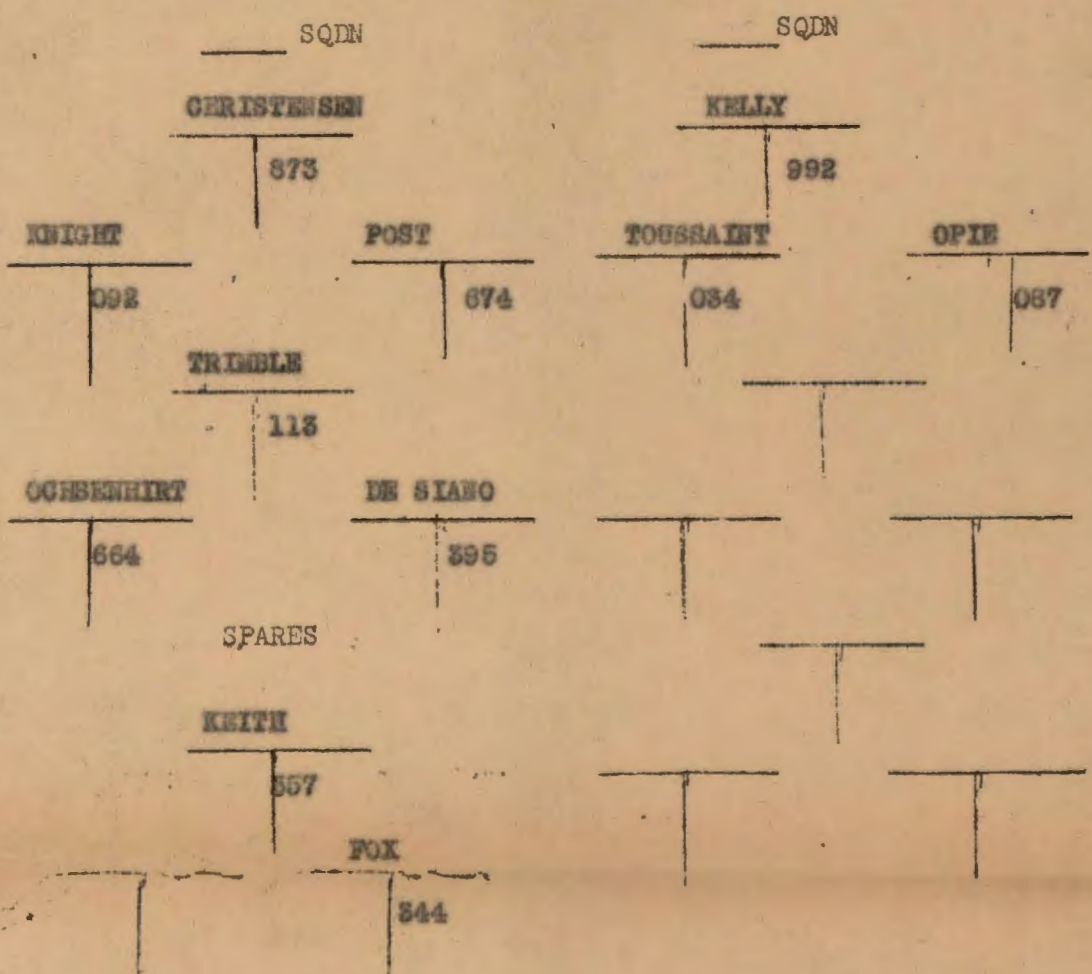 SQDN SQDN
CHRISTENSEN KELLY
873 992
KNIGHT POST TOUSSAINT OPIE
092 674 034 087
TRIMBLE
113
OCHSENHIRT DE SIANO
664 395
SPARES
KEITH
357
FOX
344